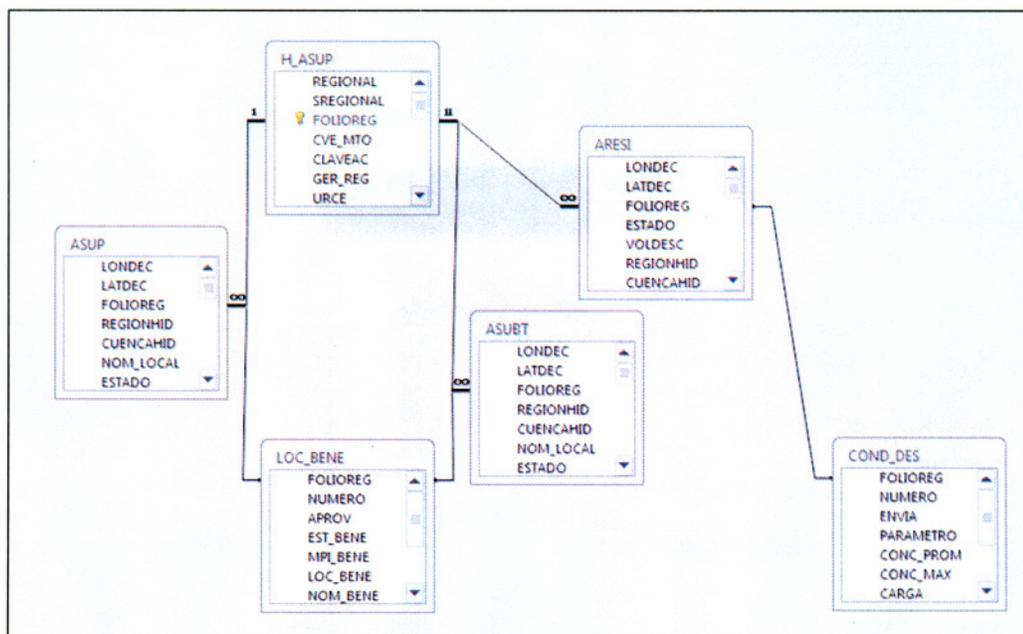 H_ASUP
REGIONAL
SREGIONAL
FOLIOREG
CVE_MTO
CLAVEAC
GER_REG
URCE
1
11
ARESI
LONDEC
LATDEC
FOLIOREG
ESTADO
VOLDESC
REGIONHID
CUENCAHID
∞
ASUP
LONDEC
LATDEC
FOLIOREG
REGIONHID
CUENCAHID
NOM_LOCAL
ESTADO
∞
ASUBT
LONDEC
LATDEC
FOLIOREG
REGIONHID
CUENCAHID
NOM_LOCAL
ESTADO
∞
LOC_BENE
FOLIOREG
NUMERO
APROV
EST_BENE
MPI_BENE
LOC_BENE
NOM_BENE
COND_DES
FOLIOREG
NUMERO
ENVIA
PARAMETRO
CONC_PROM
CONC_MAX
CARGA